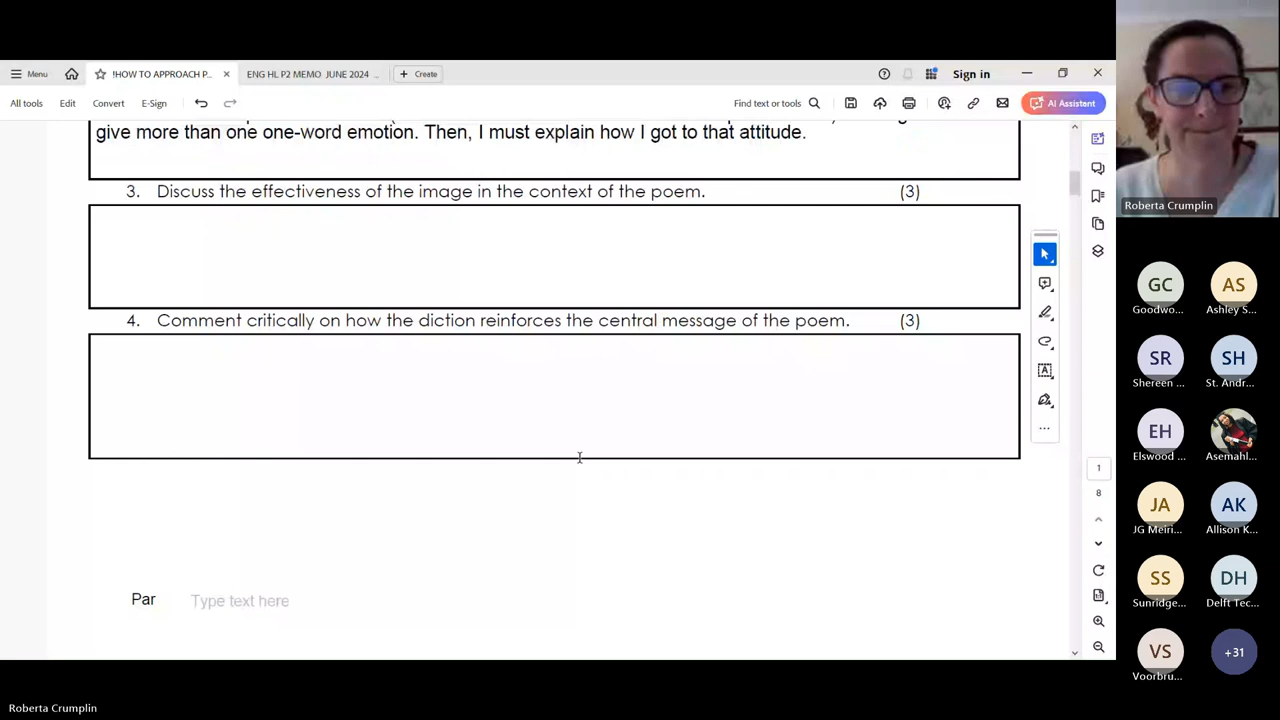 Menu
!HOW TO APPROACH P...
ENG HL P2 MEMO JUNE 2024 ...
Create
Sign in
All tools Edit Convert E-Sign
Find text or tools
AI Assistant
give more than one one-word emotion. Then, I must explain how I got to that attitude.
3. Discuss the effectiveness of the image in the context of the poem. (3)
4. Comment critically on how the diction reinforces the central message of the poem. (3)
Par
Type text here
1
8
Roberta Crumplin
GC AS
Goodwo... Ashley S...
SR SH
Shereen ... St. Andr...
EH
Elswood ... Asemahl...
JA AK
JG Meiri... Allison K...
SS DH
Sunridge... Delft Tec...
VS +31
Voorbru...
Roberta Crumplin